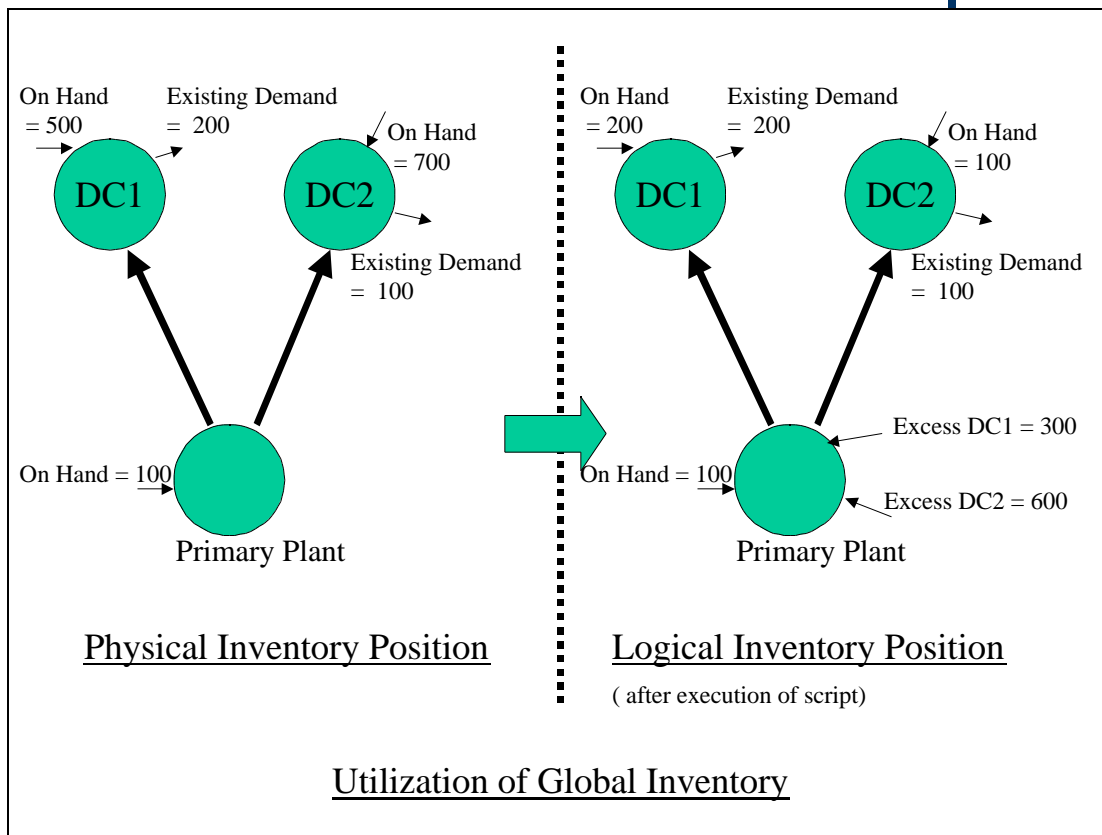 On Hand
= 500
Existing Demand
= 200
On Hand
= 700
DC1
DC2
Existing Demand
= 100
On Hand = 100
Primary Plant
Physical Inventory Position
On Hand
= 200
Existing Demand
= 200
On Hand
= 100
DC1
DC2
Existing Demand
= 100
Excess DC1 = 300
On Hand = 100
Excess DC2 = 600
Primary Plant
Logical Inventory Position
( after execution of script)
Utilization of Global Inventory